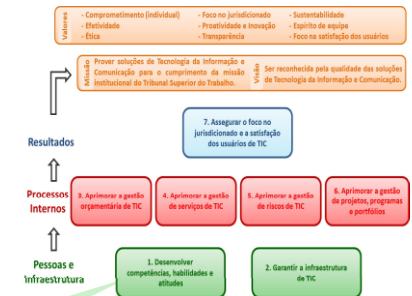 Valores
- Comprometimento (individual)
- Efetividade
- Ética
- Foco no jurisdicionado
- Proatividade e Inovação
- Transparência
- Sustentabilidade
- Espírito de equipe
- Foco na satisfação dos usuários
Missão
Prover soluções de Tecnologia da Informação e
Comunicação para o cumprimento da missão
institucional do Tribunal Superior do Trabalho.
Visão
Ser reconhecida pela qualidade das soluções
de Tecnologia da Informação e Comunicação.
Resultados
7. Assegurar o foco no
jurisdicionado e a satisfação
dos usuários de TIC
Processos
Internos
3. Aprimorar a gestão
orçamentária de TIC
4. Aprimorar a gestão
de serviços de TIC
5. Aprimorar a gestão
de riscos de TIC
6. Aprimorar a gestão
de projetos, programas
e portfólios
Pessoas e
infraestrutura
1. Desenvolver
competências, habilidades e
atitudes
2. Garantir a infraestrutura
de TIC